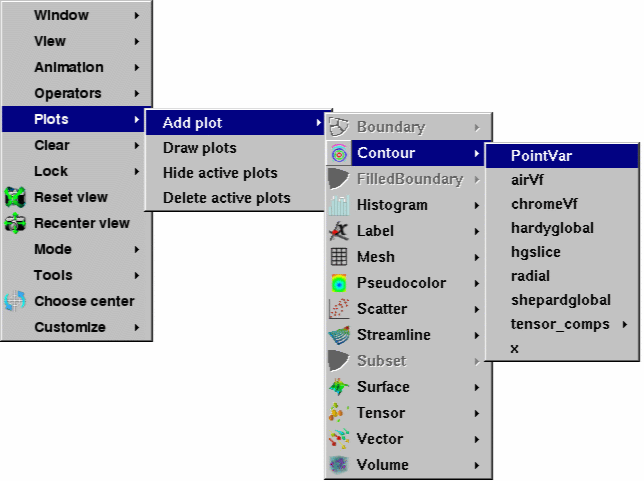 Window
View
Animation
Operators
Plots
Clear
Lock
Reset view
Recenter view
Mode
Tools
Choose center
Customize
Add plot
Draw plots
Hide active plots
Delete active plots
Boundary
Contour
FilledBoundary
Histogram
Label
Mesh
Pseudocolor
Scatter
Streamline
Subset
Surface
Tensor
Vector
Volume
PointVar
airVf
chromeVf
hardyglobal
hgslice
radial
shepardglobal
tensor_comps
x